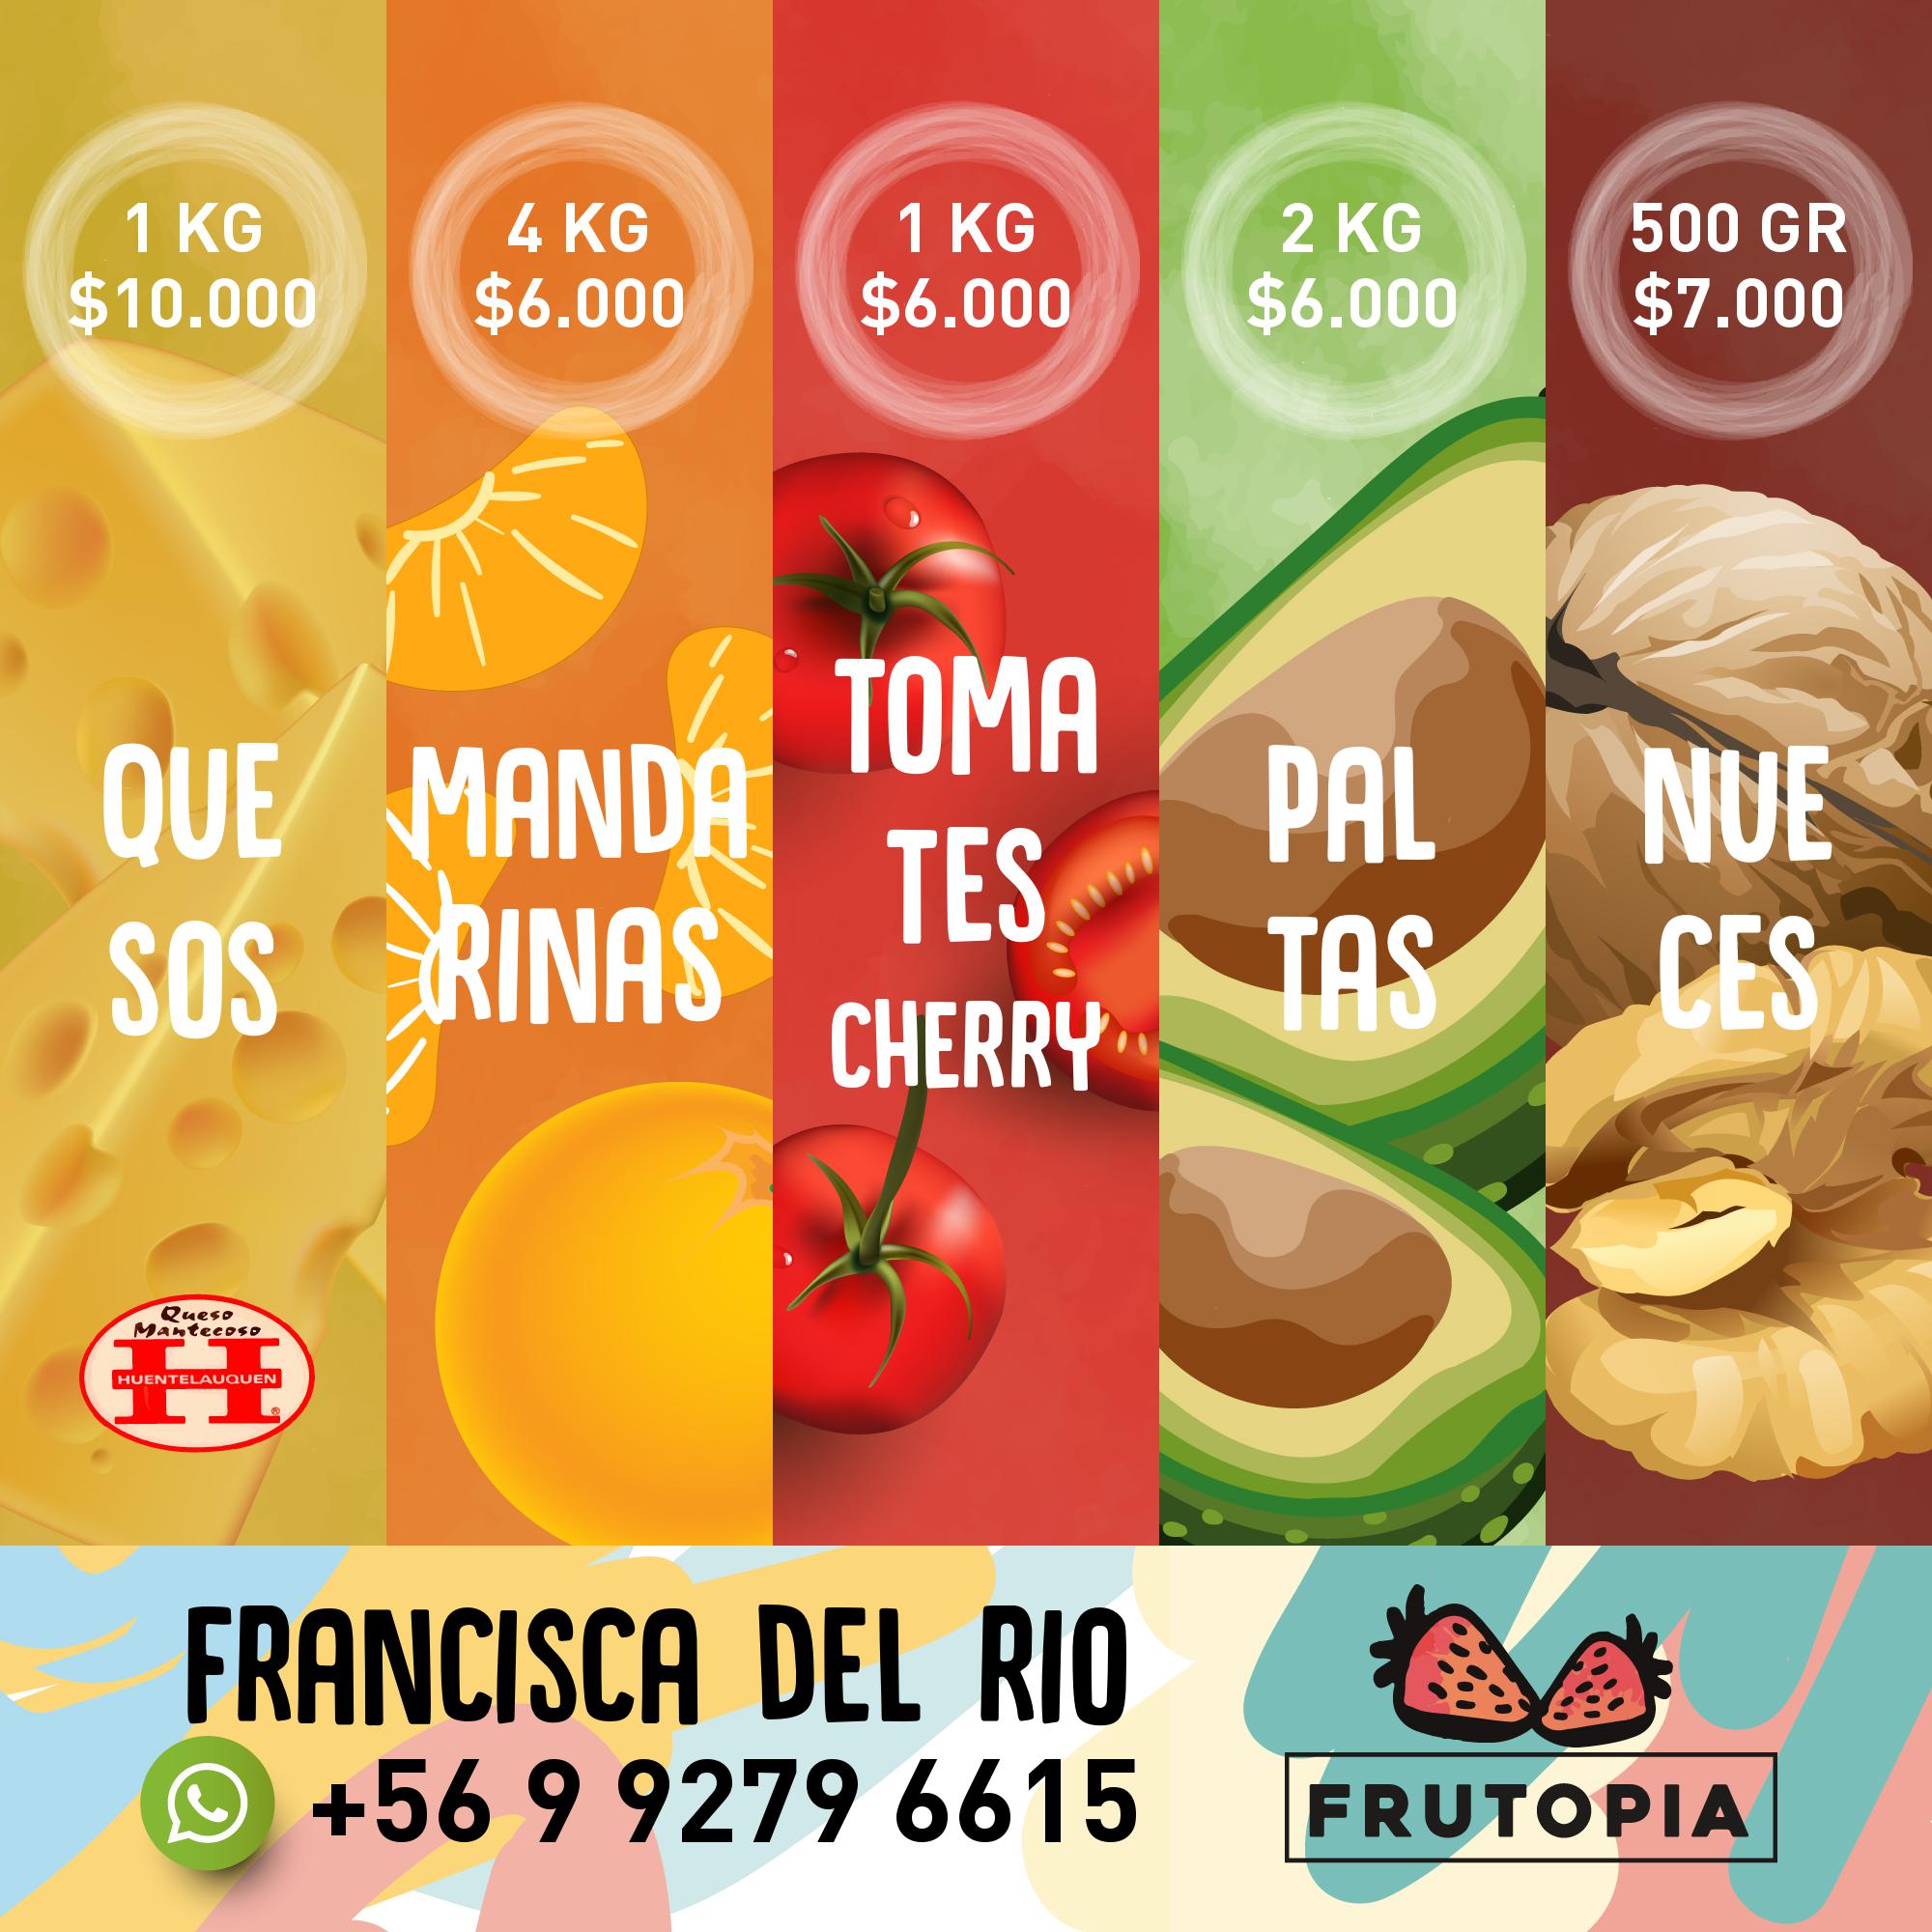 1 KG
$10.000
QUE
SOS
Queso
Mantecoso
H
HUENTELAUQUEN
®
4 KG
$6.000
MANDA
RINAS
1 KG
$6.000
TOMA
TES
CHERRY
2 KG
$6.000
PAL
TAS
500 GR
$7.000
NUE
CES
FRANCISCA DEL RIO
+56 9 9279 6615
FRUTOPIA